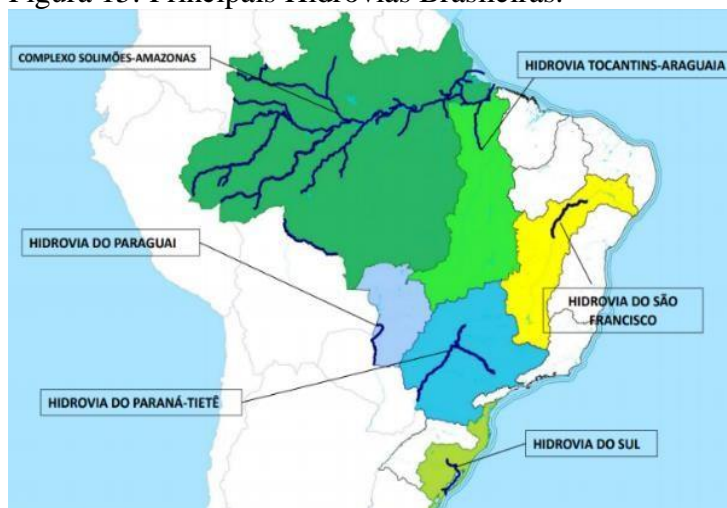 Figura 15: Principais Hidrovias Brasileiras.
COMPLEXO SOLIMÕES-AMAZONAS
HIDROVIA TOCANTINS-ARAGUAIA
HIDROVIA DO PARAGUAI
HIDROVIA DO SÃO
FRANCISCO
HIDROVIA DO PARANÁ-TIETÊ
HIDROVIA DO SUL